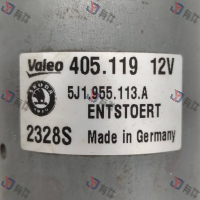 Valeo 405.119 12V
5J1.955.113.A
ENTSTOERT
2328S Made in Germany